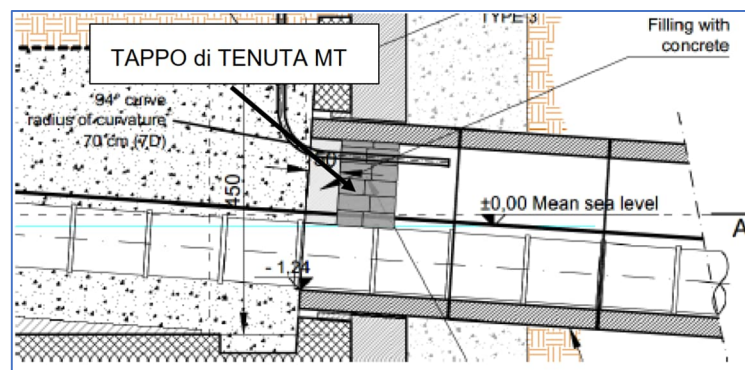 TYPE 3
Filling with
concrete
TAPPO di TENUTA MT
94° curve
radius of curvature
70 cm (7D)
450
±0,00 Mean sea level
A
- 1,24